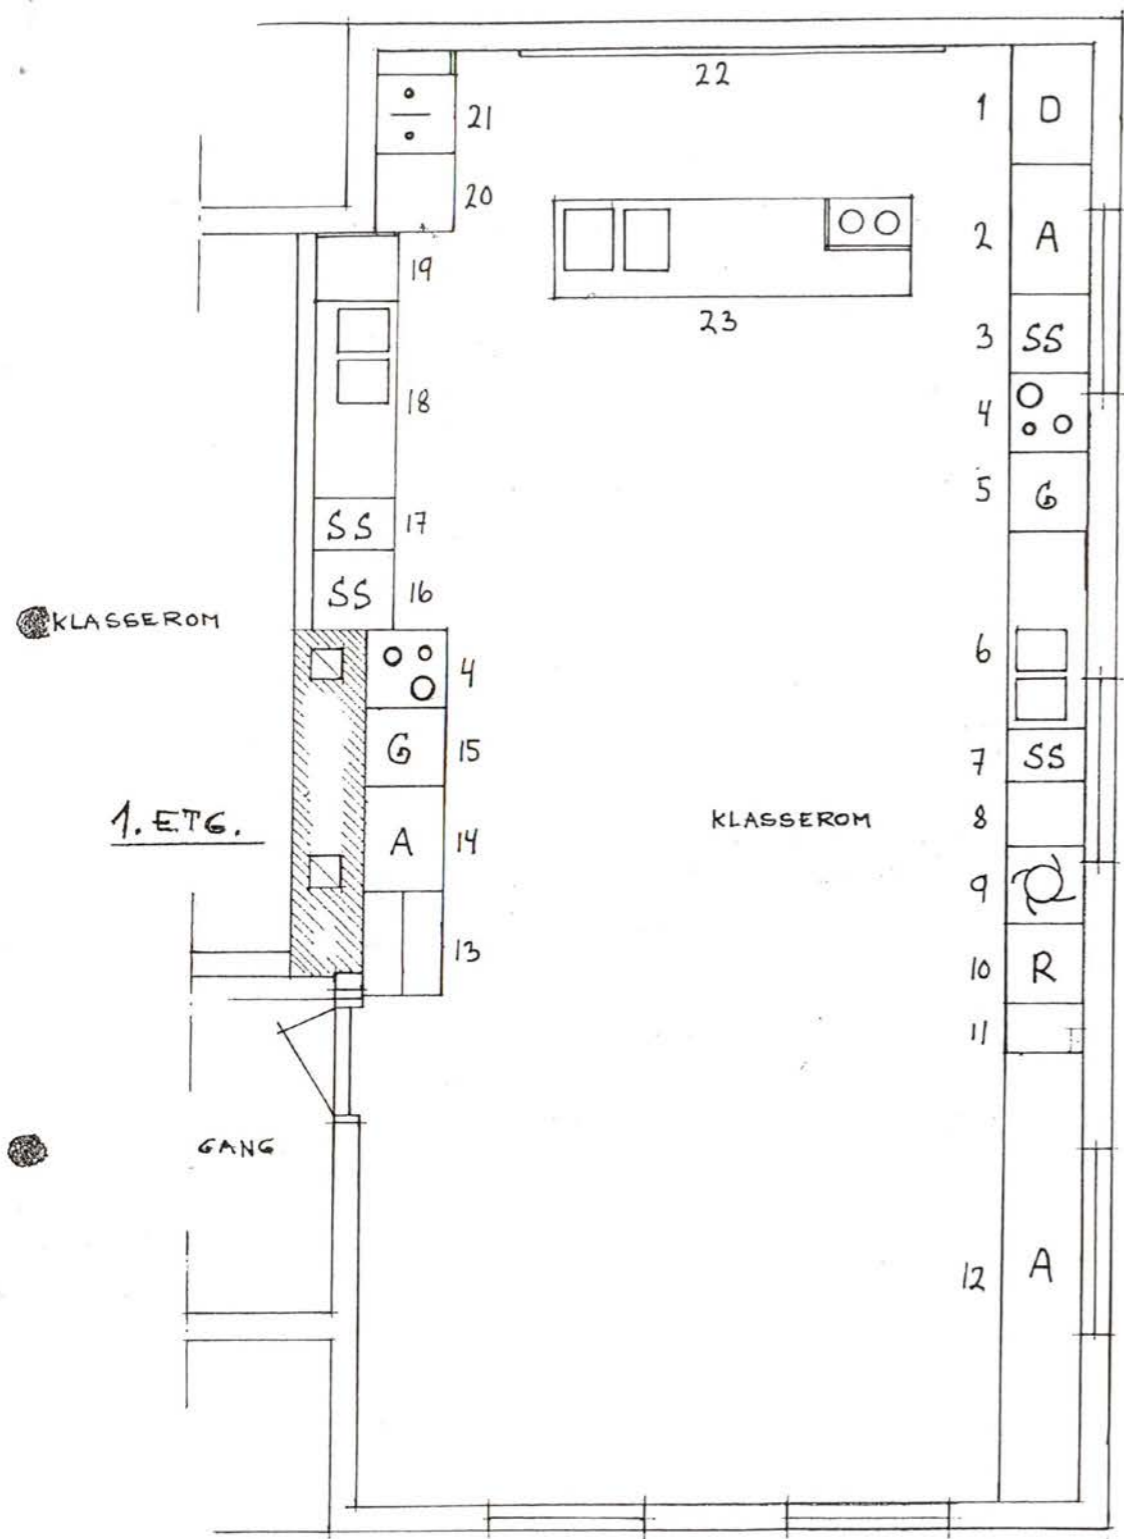 22
21
1 D
20
2 A
19
23
3 SS
18
4
5 G
SS 17
SS 16
KLASSEROM
6
4
G 15
7 SS
1. ETG.
KLASSEROM
8
A 14
9
13
10 R
11
GANG
12 A